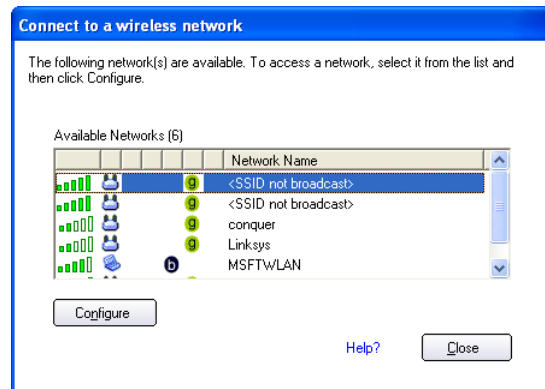 Connect to a wireless network
The following network(s) are available. To access a network, select it from the list and
then click Configure.
Available Networks (6)
Network Name
g <SSID not broadcast>
g <SSID not broadcast>
g conquer
g Linksys
b MSFTWLAN
Configure
Help?
Close